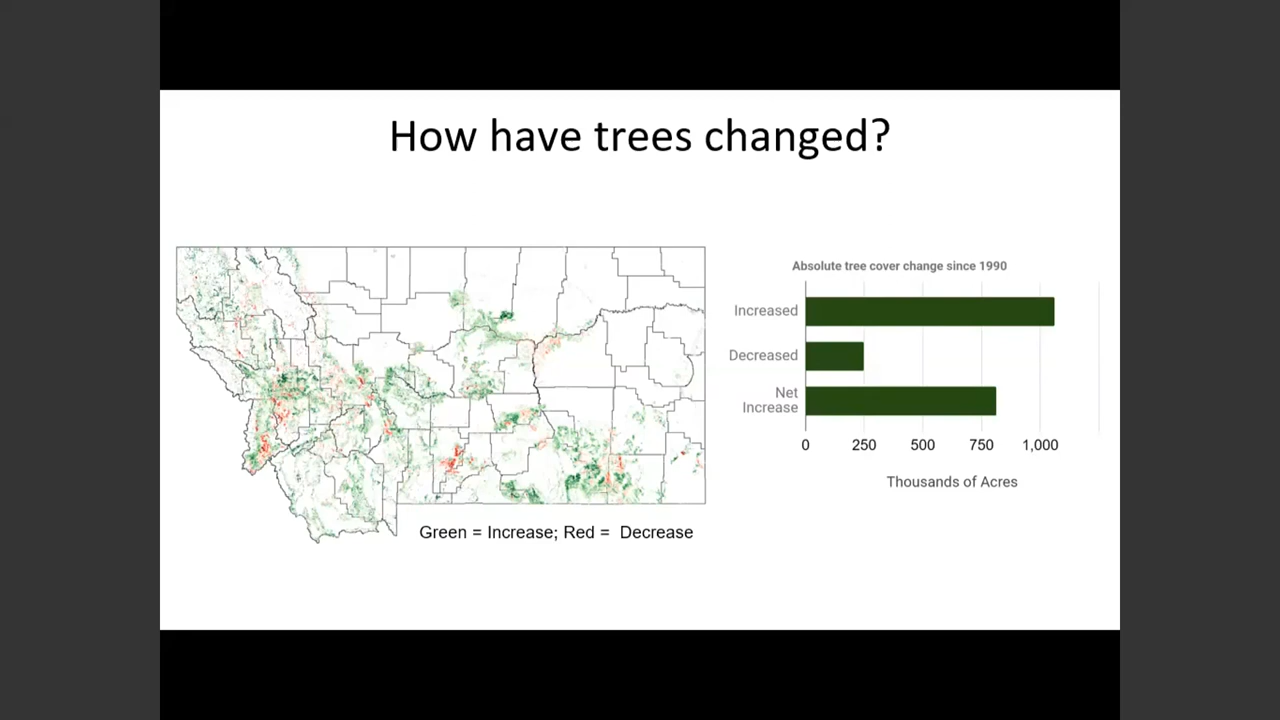 How have trees changed?
Green = Increase; Red = Decrease
Absolute tree cover change since 1990
Increased
Decreased
Net
Increase
0 250 500 750 1,000
Thousands of Acres